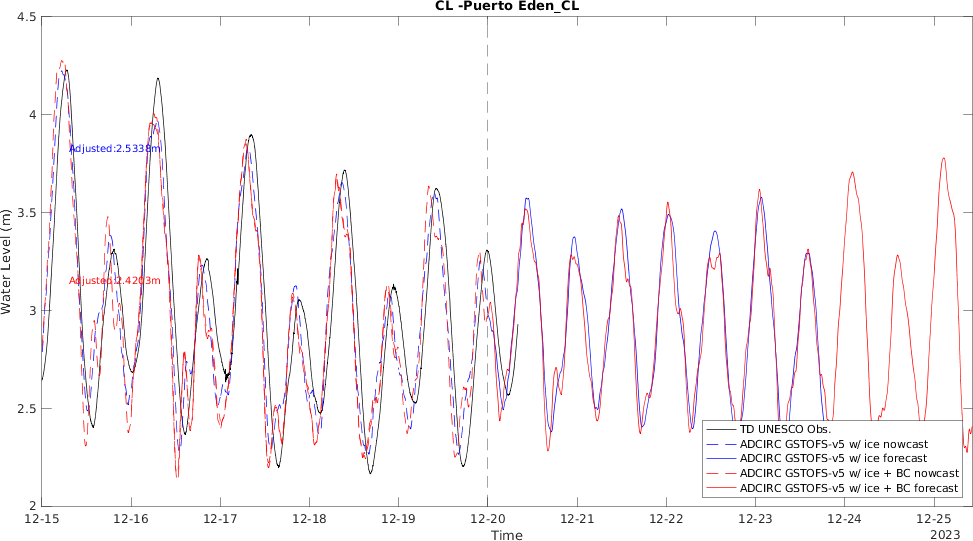 CL -Puerto Eden_CL
4.5
4
3.5
3
2.5
2
Water Level (m)
Adjusted:2.5338m
Adjusted:2.4203m
TD UNESCO Obs.
ADCIRC GSTOFS-v5 w/ ice nowcast
ADCIRC GSTOFS-v5 w/ ice forecast
ADCIRC GSTOFS-v5 w/ ice + BC nowcast
ADCIRC GSTOFS-v5 w/ ice + BC forecast
12-15 12-16 12-17 12-18 12-19 12-20 12-21 12-22 12-23 12-24 12-25
Time
2023